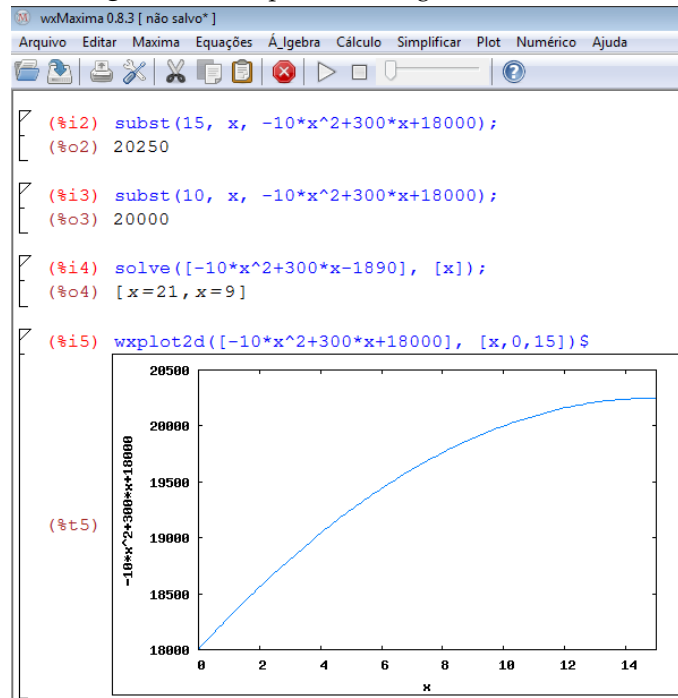 wxMaxima 0.8.3 [ não salvo* ]
Arquivo Editar Maxima Equações Á_lgebra Cálculo Simplificar Plot Numérico Ajuda
(%i2) subst(15, x, -10*x^2+300*x+18000);
(%o2) 20250
(%i3) subst(10, x, -10*x^2+300*x+18000);
(%o3) 20000
(%i4) solve([-10*x^2+300*x-1890], [x]);
(%o4) [x=21,x=9]
(%i5) wxplot2d([-10*x^2+300*x+18000], [x,0,15])$
(%t5)
-10*x^2+300*x+18000
20500
20000
19500
19000
18500
18000
0 2 4 6 8 10 12 14
x